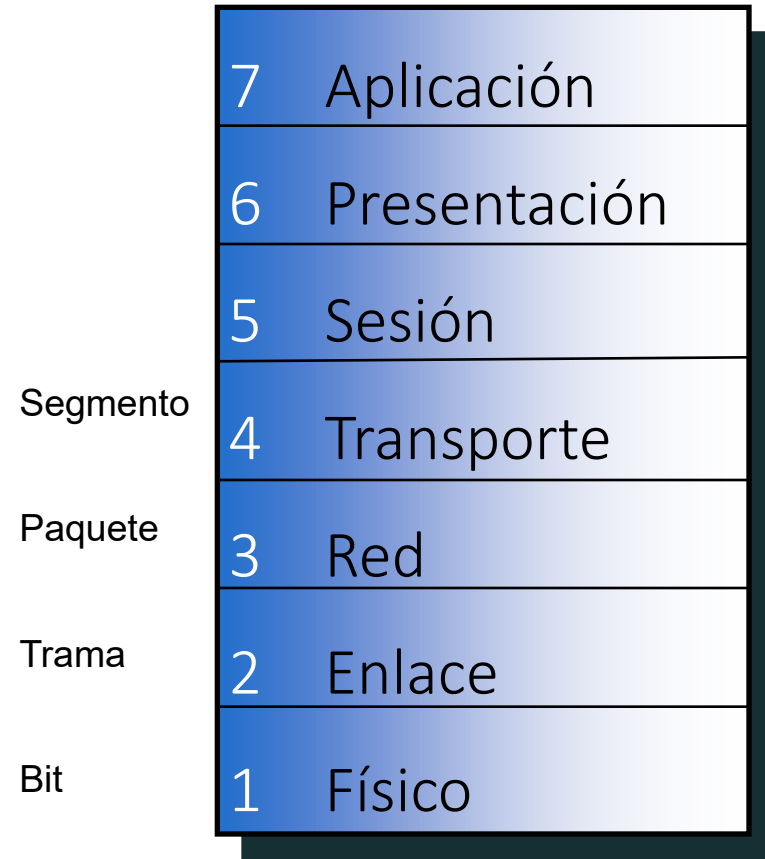 7 Aplicación
6 Presentación
5 Sesión
Segmento
4 Transporte
Paquete
3 Red
Trama
2 Enlace
Bit
1 Físico